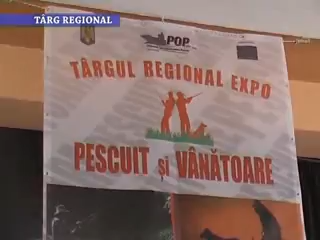 TÂRG REGIONAL
POP
TÂRGUL REGIONAL EXPO
PESCUIT și VÂNĂTOARE